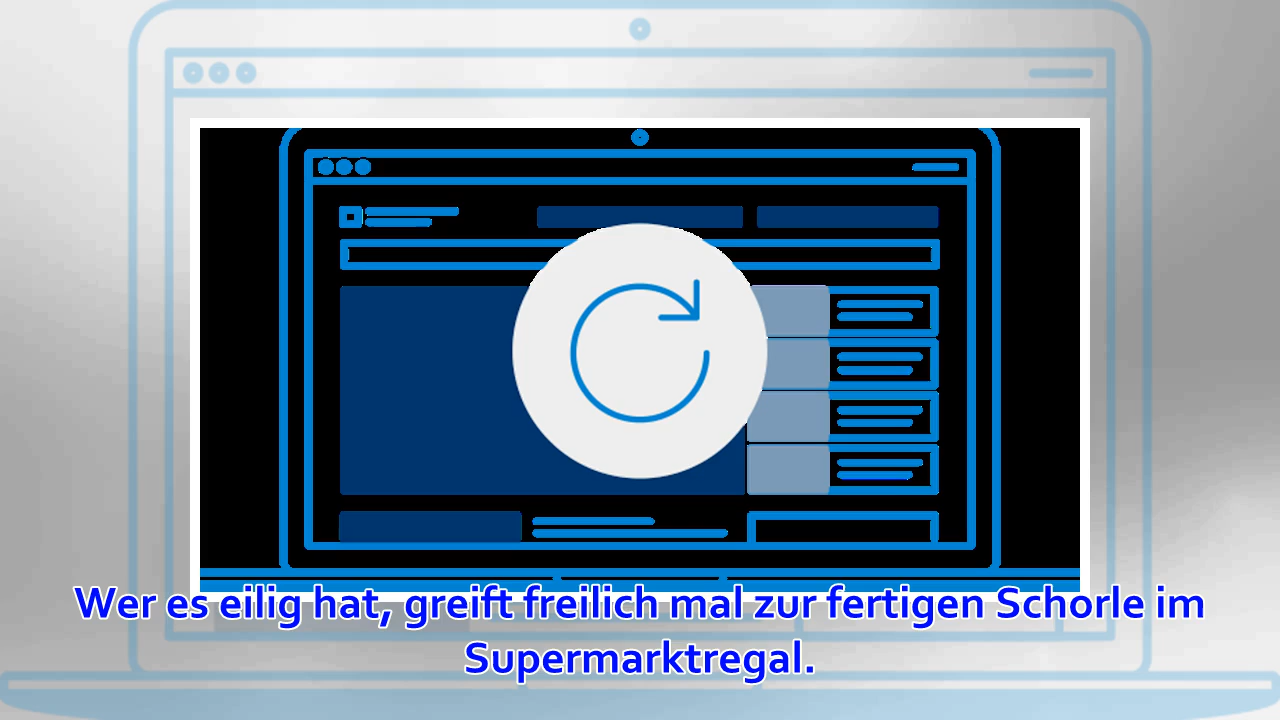 Wer es eilig hat, greift freilich mal zur fertigen Schorle im
Supermarktregal.